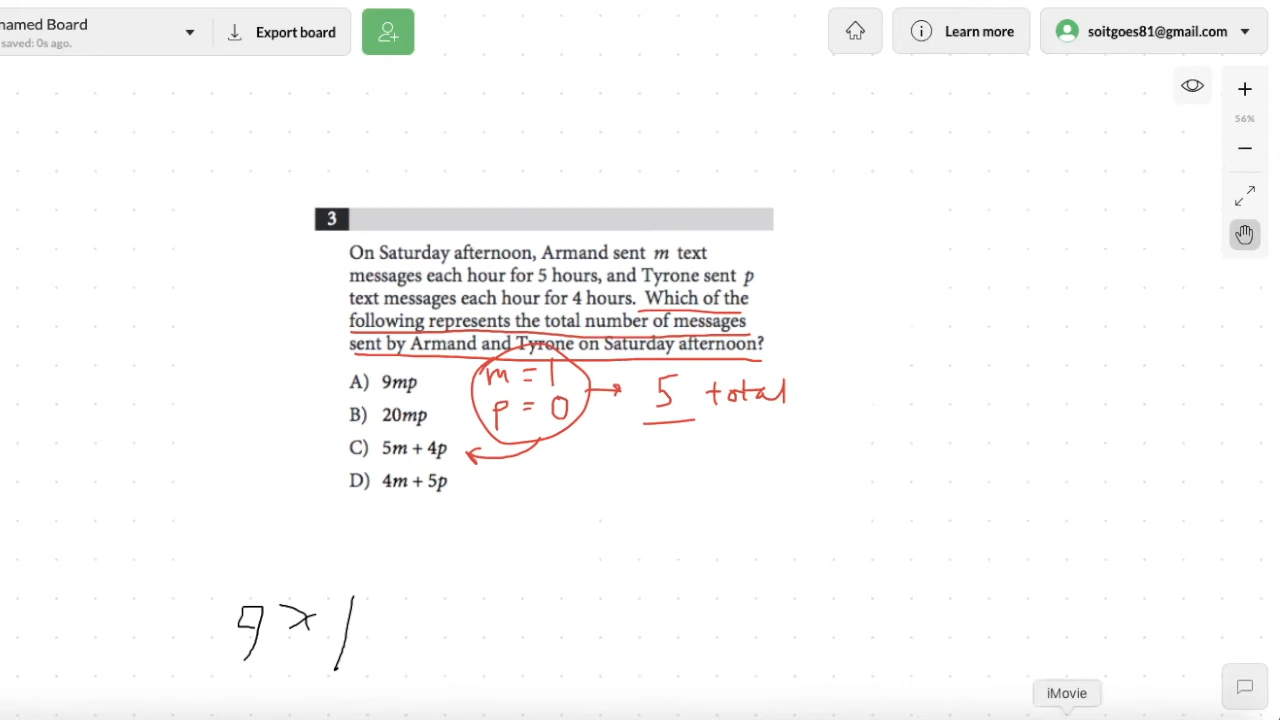 named Board
saved: 0s ago.
Export board
Learn more
soitgoes81@gmail.com
56%
3
On Saturday afternoon, Armand sent m text
messages each hour for 5 hours, and Tyrone sent p
text messages each hour for 4 hours. Which of the
following represents the total number of messages
sent by Armand and Tyrone on Saturday afternoon?
A) 9mp
B) 20mp
C) 5m + 4p
D) 4m + 5p
m = 1
p = 0
5 total
9 × 1
iMovie